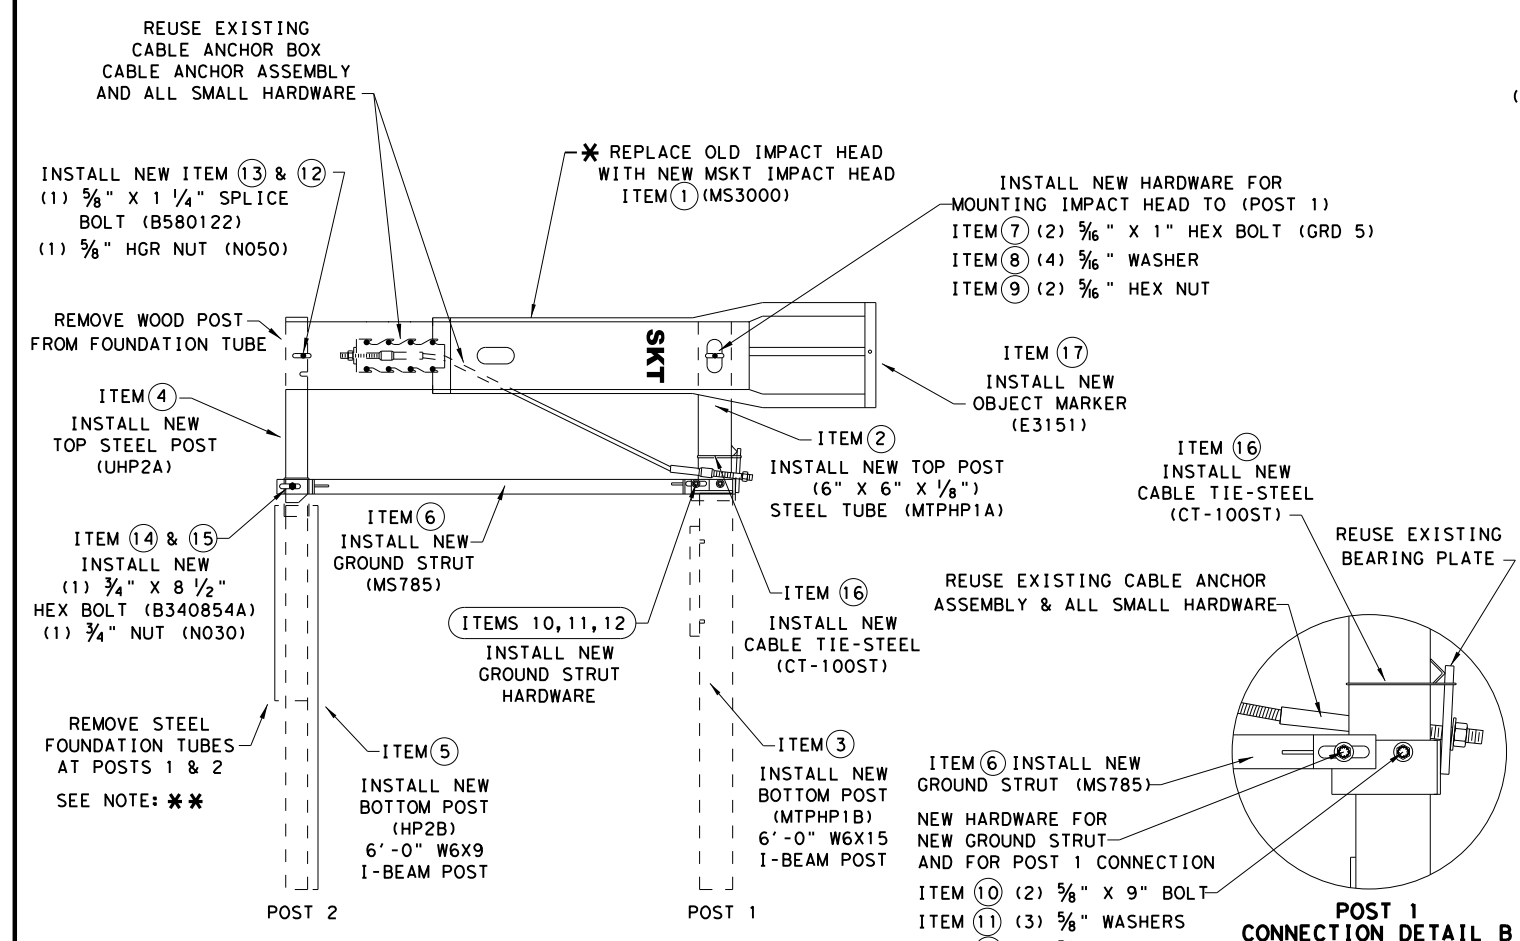 REUSE EXISTING
CABLE ANCHOR BOX
CABLE ANCHOR ASSEMBLY
AND ALL SMALL HARDWARE
INSTALL NEW ITEM 13 & 12
(1) 5/8" X 1 1/4" SPLICE
BOLT (B580122)
(1) 5/8" HGR NUT (N050)
* REPLACE OLD IMPACT HEAD
WITH NEW MSKT IMPACT HEAD
ITEM 1 (MS3000)
INSTALL NEW HARDWARE FOR
MOUNTING IMPACT HEAD TO (POST 1)
ITEM 7 (2) 5/16" X 1" HEX BOLT (GRD 5)
ITEM 8 (4) 5/16" WASHER
ITEM 9 (2) 5/16" HEX NUT
REMOVE WOOD POST
FROM FOUNDATION TUBE
SKT
ITEM 17
INSTALL NEW
OBJECT MARKER
(E3151)
ITEM 4
INSTALL NEW
TOP STEEL POST
(UHP2A)
ITEM 2
INSTALL NEW TOP POST
(6" X 6" X 1/8")
STEEL TUBE (MTPHP1A)
ITEM 16
INSTALL NEW
CABLE TIE-STEEL
(CT-100ST)
REUSE EXISTING
BEARING PLATE
ITEM 14 & 15
INSTALL NEW
(1) 3/4" X 8 1/2"
HEX BOLT (B340854A)
(1) 3/4" NUT (N030)
ITEM 6
INSTALL NEW
GROUND STRUT
(MS785)
ITEMS 10, 11, 12
INSTALL NEW
GROUND STRUT
HARDWARE
ITEM 16
INSTALL NEW
CABLE TIE-STEEL
(CT-100ST)
REUSE EXISTING CABLE ANCHOR
ASSEMBLY & ALL SMALL HARDWARE
REMOVE STEEL
FOUNDATION TUBES
AT POSTS 1 & 2
SEE NOTE: **
ITEM 5
INSTALL NEW
BOTTOM POST
(HP2B)
6'-0" W6X9
I-BEAM POST
ITEM 3
INSTALL NEW
BOTTOM POST
(MTPHP1B)
6'-0" W6X15
I-BEAM POST
ITEM 6 INSTALL NEW
GROUND STRUT (MS785)
NEW HARDWARE FOR
NEW GROUND STRUT
AND FOR POST 1 CONNECTION
ITEM 10 (2) 5/8" X 9" BOLT
ITEM 11 (3) 5/8" WASHERS
POST 2
POST 1
POST 1
CONNECTION DETAIL B